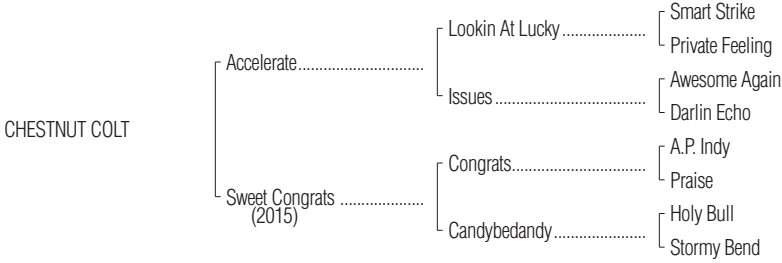 Smart Strike
Lookin At Lucky....................
Private Feeling
Accelerate..............................
Awesome Again
Issues....................................
Darlin Echo
CHESTNUT COLT
A.P. Indy
Congrats................................
Praise
Sweet Congrats ....................
(2015)
Holy Bull
Candybedandy......................
Stormy Bend